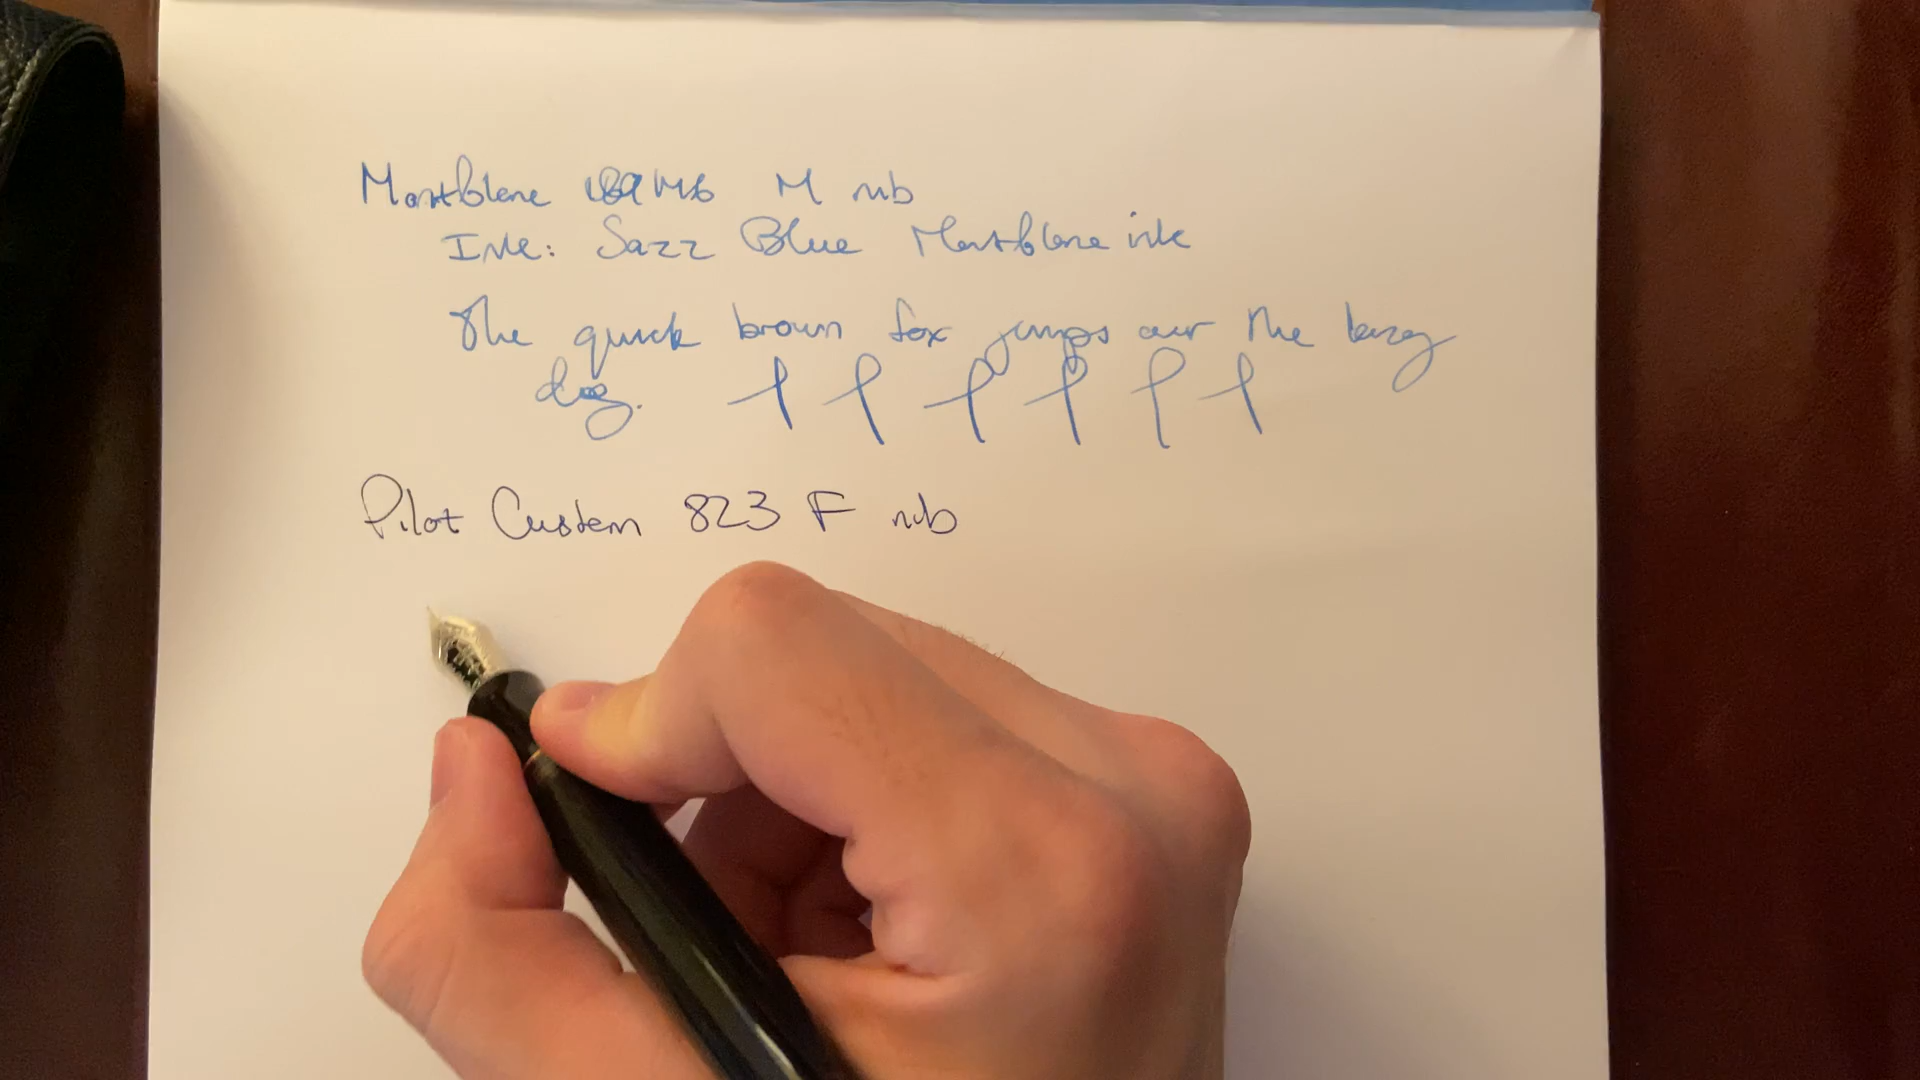 Montblanc 149 M nib
Ink: Jazz Blue Montblanc ink
The quick brown fox jumps over the lazy
dog.
Pilot Custom 823 F nib